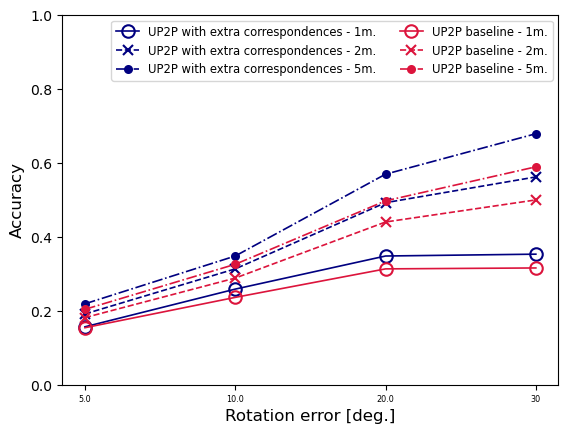 UP2P with extra correspondences - 1m.
UP2P with extra correspondences - 2m.
UP2P with extra correspondences - 5m.
UP2P baseline - 1m.
UP2P baseline - 2m.
UP2P baseline - 5m.
1.0
0.8
0.6
0.4
0.2
0.0
Accuracy
5.0 10.0 20.0 30
Rotation error [deg.]